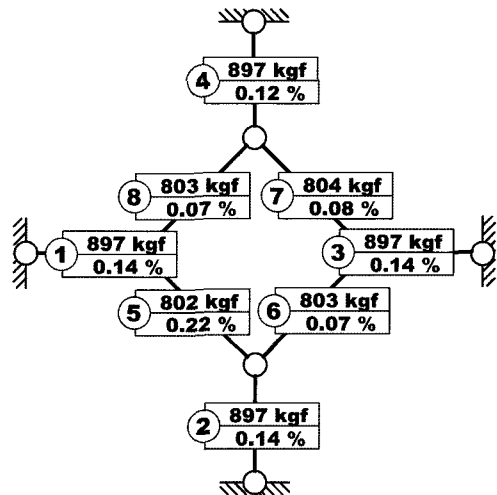 4 897 kgf
0.12 %
8 803 kgf
0.07 %
7 804 kgf
0.08 %
1 897 kgf
0.14 %
3 897 kgf
0.14 %
5 802 kgf
0.22 %
6 803 kgf
0.07 %
2 897 kgf
0.14 %